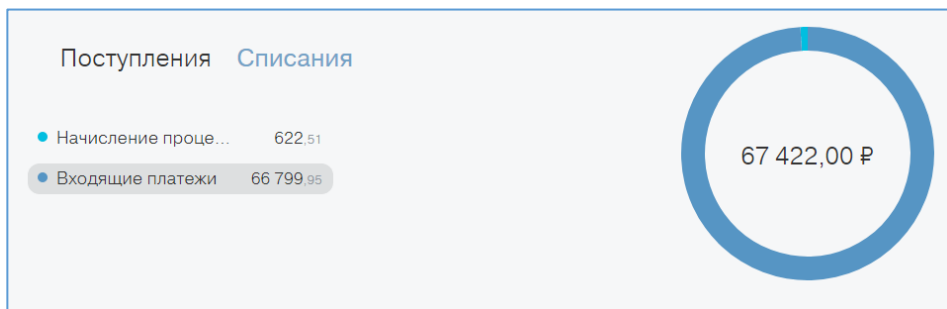 Поступления Списания
Начисление проце... 622,51
Входящие платежи 66 799,95
67 422,00 ₽